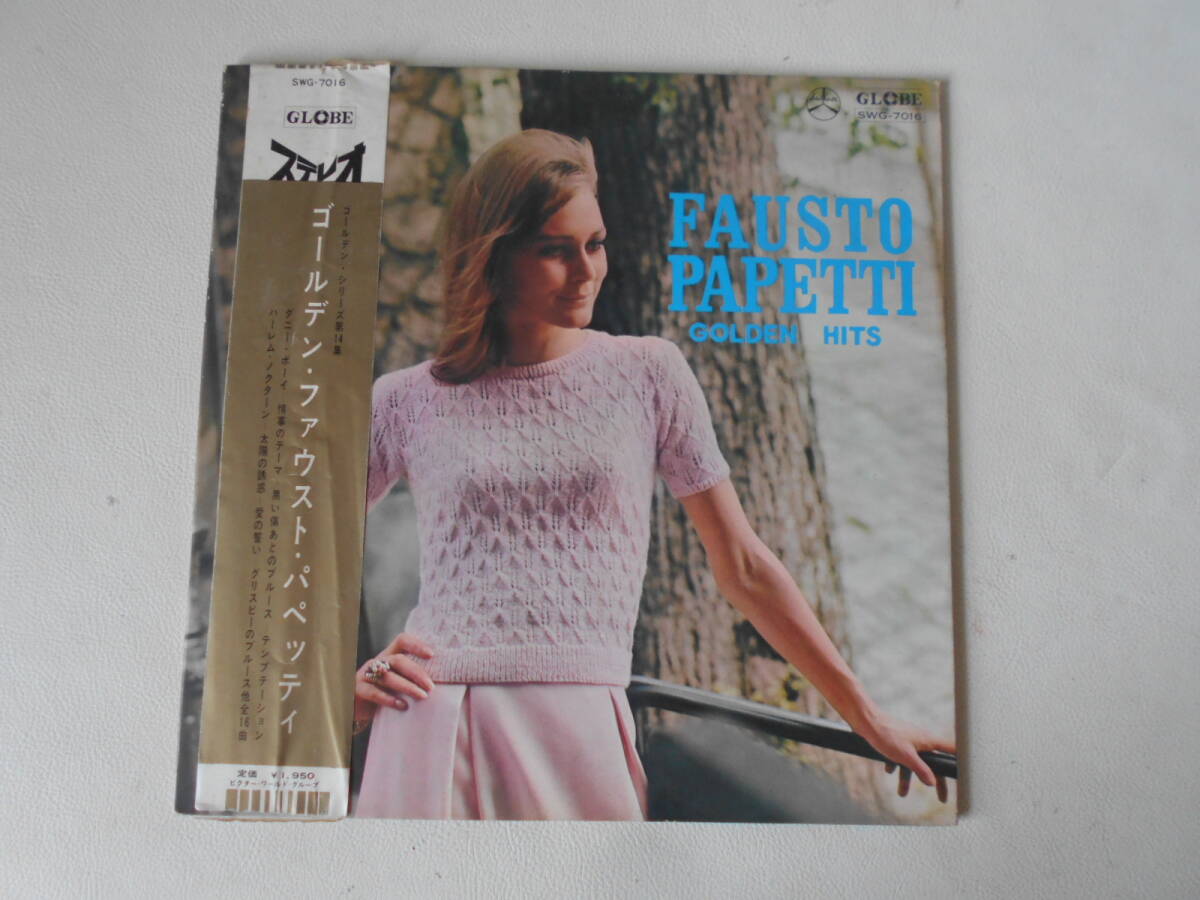 SWG-7016
GLOBE
ステレオ
ゴールデン・シリーズ第14集
ゴールデン・ファウスト・パペッティ
ダニー・ボーイ 情事のテーマ 黒い傷あとのブルース テンプテーション
ハーレム・ノクターン 太陽の誘惑 愛の誓い グリスビーのブルース他全16曲
定価 ¥1,950
ビクター・ワールド・グループ
GLOBE
SWG-7016
FAUSTO
PAPETTI
GOLDEN HITS